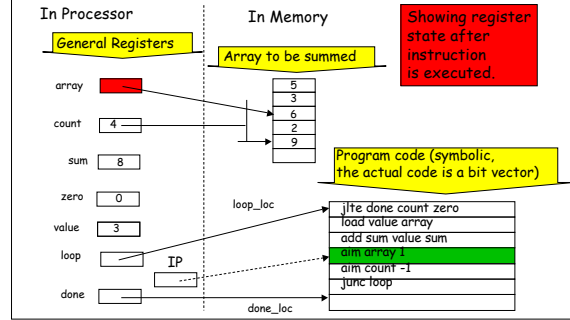 In Processor
In Memory
Showing register
state after
instruction
is executed.
General Registers
Array to be summed
array
count
4
sum
8
zero
0
value
3
loop
IP
done
5
3
6
2
9
Program code (symbolic,
the actual code is a bit vector)
loop_loc
jlte done count zero
load value array
add sum value sum
aim array 1
aim count -1
junc loop
done_loc